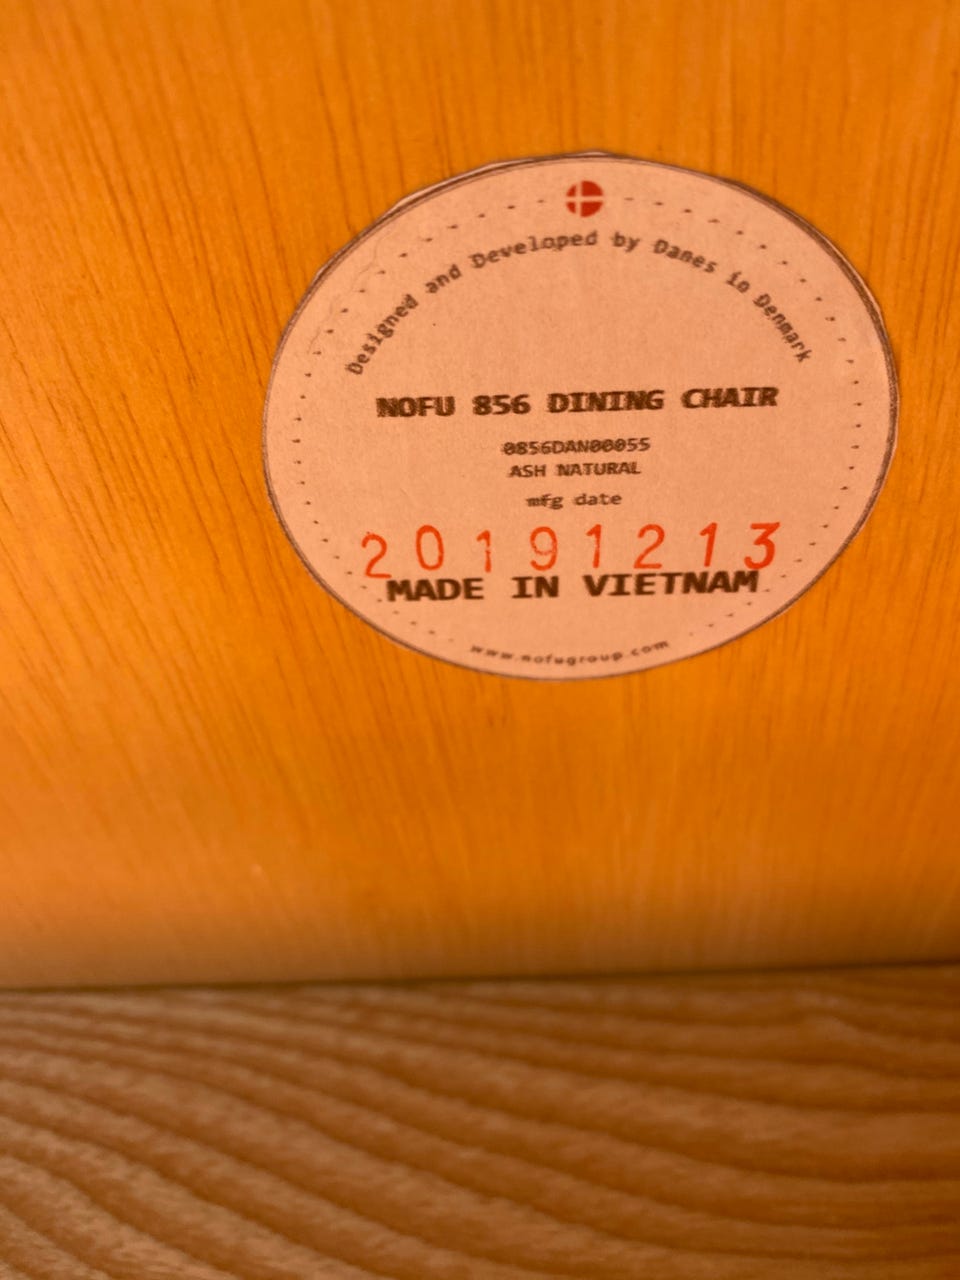 Designed and Developed by Danes in Denmark
NOFU 856 DINING CHAIR
0856DAN00055
ASH NATURAL
mfg date
20191213
MADE IN VIETNAM
www.nofugroup.com